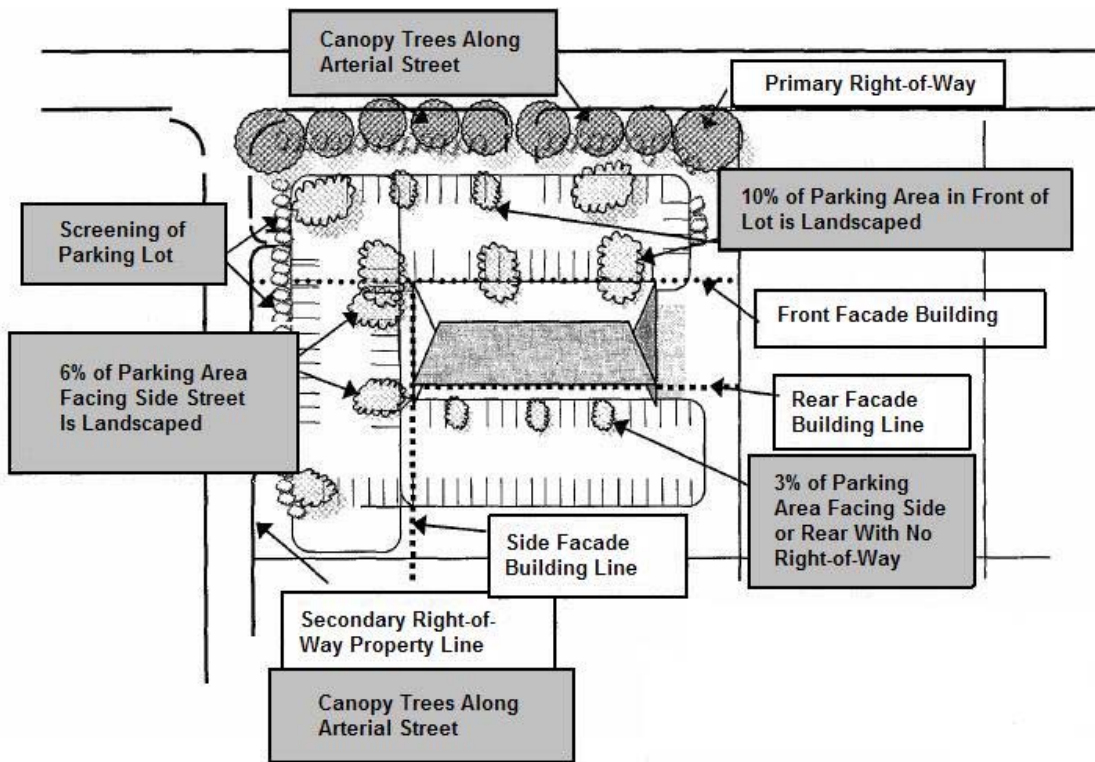 Canopy Trees Along
Arterial Street
Primary Right-of-Way
10% of Parking Area in Front of
Lot is Landscaped
Screening of
Parking Lot
Front Facade Building
6% of Parking Area
Facing Side Street
Is Landscaped
Rear Facade
Building Line
3% of Parking
Area Facing Side
or Rear With No
Right-of-Way
Side Facade
Building Line
Secondary Right-of-
Way Property Line
Canopy Trees Along
Arterial Street